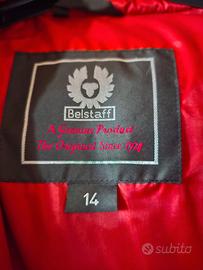 Belstaff
A Genuine Product
The Original Since 1924
14
subito